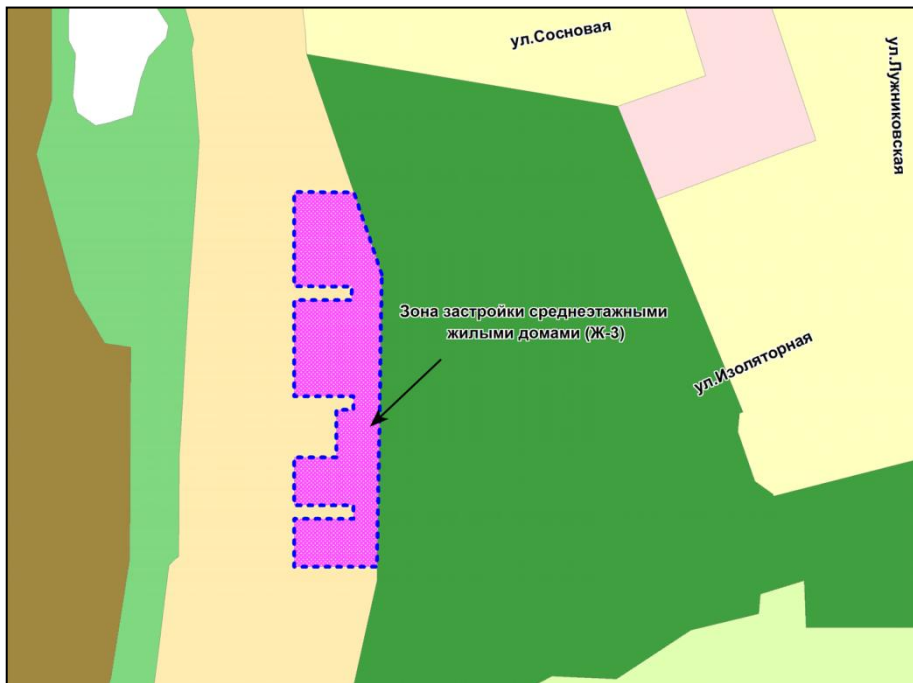 ул.Сосновая
ул.Лужниковская
Зона застройки среднеэтажными
жилыми домами (Ж-3)
ул.Изоляторная